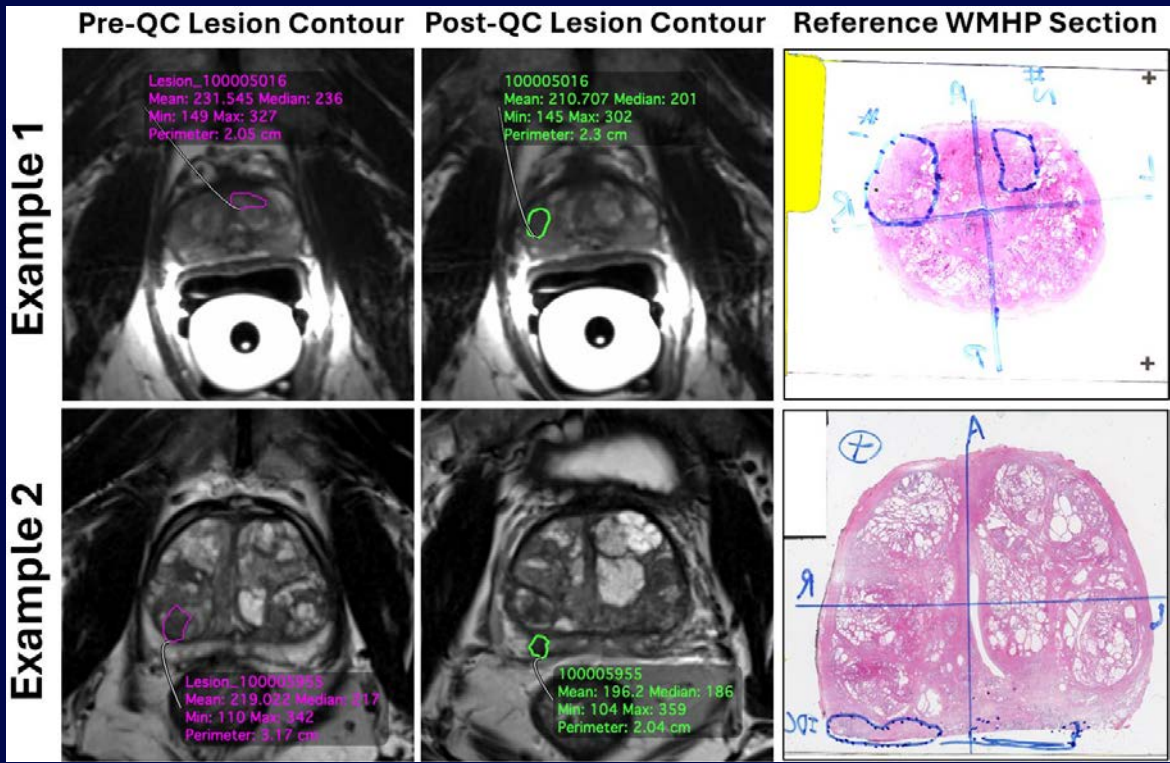 Pre-QC Lesion Contour
Post-QC Lesion Contour
Reference WMHP Section
Example 1
Lesion_100005016
Mean: 231.545 Median: 236
Min: 149 Max: 327
Perimeter: 2.05 cm
100005016
Mean: 210.707 Median: 201
Min: 145 Max: 302
Perimeter: 2.3 cm
Example 2
Lesion_100005955
Mean: 219.022 Median: 217
Min: 110 Max: 342
Perimeter: 3.17 cm
100005955
Mean: 196.2 Median: 186
Min: 104 Max: 359
Perimeter: 2.04 cm
A
R
L
IDC